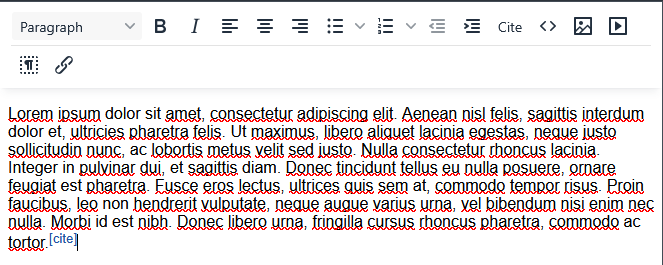 Paragraph B I Cite
Lorem ipsum dolor sit amet, consectetur adipiscing elit. Aenean nisl felis, sagittis interdum
dolor et, ultricies pharetra felis. Ut maximus, libero aliquet lacinia egestas, neque justo
sollicitudin nunc, ac lobortis metus velit sed justo. Nulla consectetur rhoncus lacinia.
Integer in pulvinar dui, et sagittis diam. Donec tincidunt tellus eu nulla posuere, ornare
feugiat est pharetra. Fusce eros lectus, ultrices quis sem at, commodo tempor risus. Proin
faucibus, leo non hendrerit vulputate, neque augue varius urna, vel bibendum nisi enim nec
nulla. Morbi id est nibh. Donec libero urna, fringilla cursus rhoncus pharetra, commodo ac
tortor.[cite]